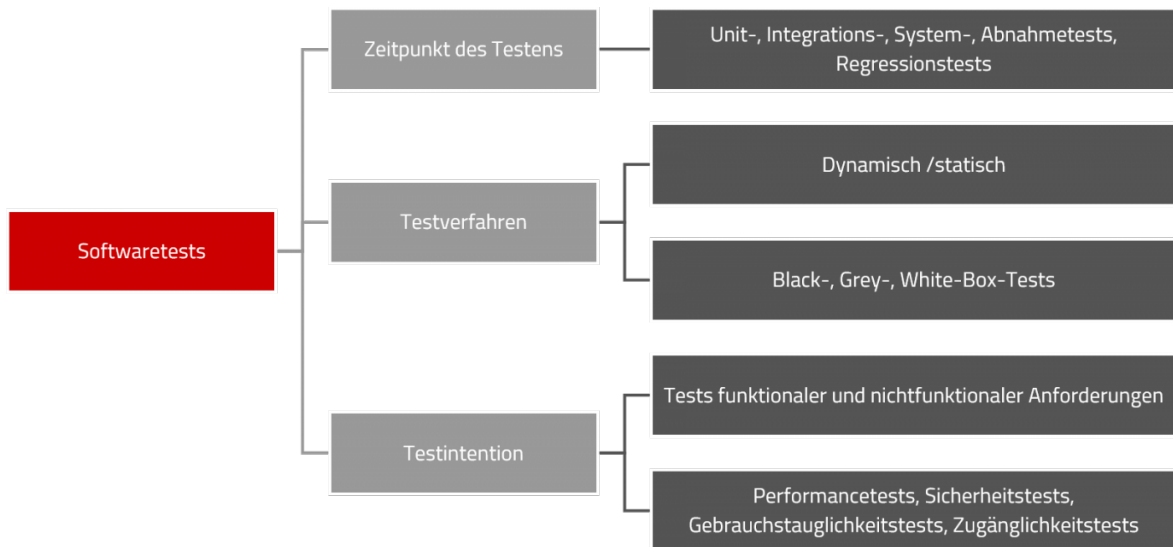 Softwaretests
Zeitpunkt des Testens
Unit-, Integrations-, System-, Abnahmetests,
Regressionstests
Testverfahren
Dynamisch /statisch
Black-, Grey-, White-Box-Tests
Testintention
Tests funktionaler und nichtfunktionaler Anforderungen
Performancetests, Sicherheitstests,
Gebrauchstauglichkeitstests, Zugänglichkeitstests